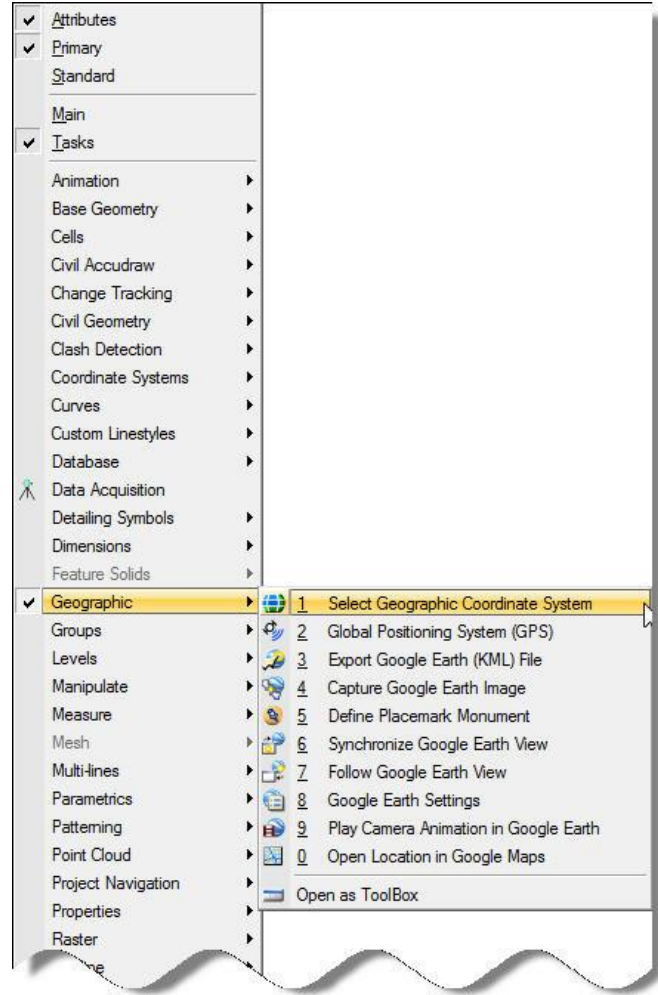 Attributes
Primary
Standard
Main
Tasks
Animation
Base Geometry
Cells
Civil Accudraw
Change Tracking
Civil Geometry
Clash Detection
Coordinate Systems
Curves
Custom Linestyles
Database
Data Acquisition
Detailing Symbols
Dimensions
Feature Solids
Geographic
Groups
Levels
Manipulate
Measure
Mesh
Multi-lines
Parametrics
Patterning
Point Cloud
Project Navigation
Properties
Raster
1 Select Geographic Coordinate System
2 Global Positioning System (GPS)
3 Export Google Earth (KML) File
4 Capture Google Earth Image
5 Define Placemark Monument
6 Synchronize Google Earth View
7 Follow Google Earth View
8 Google Earth Settings
9 Play Camera Animation in Google Earth
0 Open Location in Google Maps
Open as ToolBox